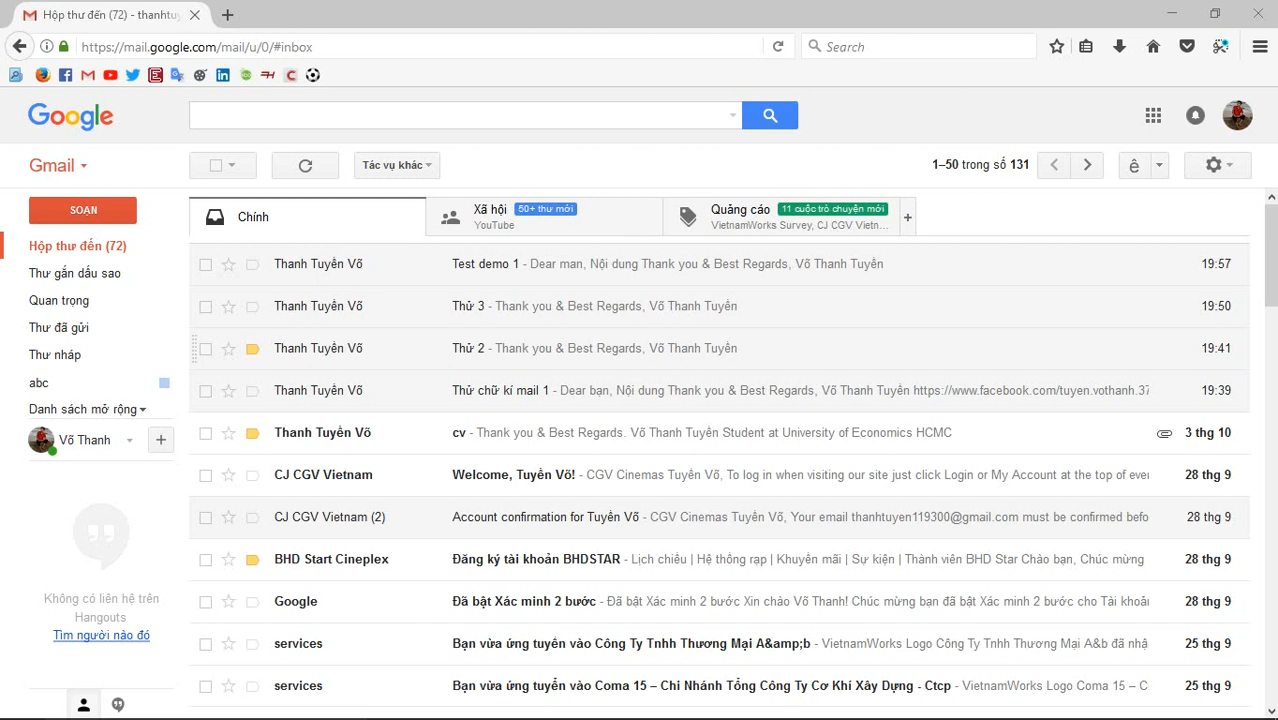 Hộp thư đến (72) - thanhtuy
https://mail.google.com/mail/u/0/#inbox
Search
Google
Gmail
Tác vụ khác
1–50 trong số 131
ê
SOẠN
Chính
Xã hội 50+ thư mới
YouTube
Quảng cáo 11 cuộc trò chuyện mới
VietnamWorks Survey, CJ CGV Vietn...
Hộp thư đến (72)
Thư gắn dấu sao
Quan trọng
Thư đã gửi
Thư nháp
abc
Danh sách mở rộng
Võ Thanh
Không có liên hệ trên
Hangouts
Tìm người nào đó
Thanh Tuyền Võ Test demo 1 - Dear man, Nội dung Thank you & Best Regards, Võ Thanh Tuyền 19:57
Thanh Tuyền Võ Thử 3 - Thank you & Best Regards, Võ Thanh Tuyền 19:50
Thanh Tuyền Võ Thử 2 - Thank you & Best Regards, Võ Thanh Tuyền 19:41
Thanh Tuyền Võ Thử chữ kí mail 1 - Dear bạn, Nội dung Thank you & Best Regards, Võ Thanh Tuyền https://www.facebook.com/tuyen.vothanh.37 19:39
Thanh Tuyền Võ cv - Thank you & Best Regards. Võ Thanh Tuyền Student at University of Economics HCMC 3 thg 10
CJ CGV Vietnam Welcome, Tuyền Võ! - CGV Cinemas Tuyền Võ, To log in when visiting our site just click Login or My Account at the top of ever 28 thg 9
CJ CGV Vietnam (2) Account confirmation for Tuyền Võ - CGV Cinemas Tuyền Võ, Your email thanhtuyen119300@gmail.com must be confirmed befo 28 thg 9
BHD Start Cineplex Đăng ký tài khoản BHDSTAR - Lịch chiếu | Hệ thống rạp | Khuyến mãi | Sự kiện | Thành viên BHD Star Chào bạn, Chúc mừng 28 thg 9
Google Đã bật Xác minh 2 bước - Đã bật Xác minh 2 bước Xin chào Võ Thanh! Chúc mừng bạn đã bật Xác minh 2 bước cho Tài khoản 28 thg 9
services Bạn vừa ứng tuyển vào Công Ty Tnhh Thương Mại A&amp;b - VietnamWorks Logo Công Ty Tnhh Thương Mại A&b đã nhậ 25 thg 9
services Bạn vừa ứng tuyển vào Coma 15 – Chi Nhánh Tổng Công Ty Cơ Khí Xây Dựng - Ctcp - VietnamWorks Logo Coma 15 – C 25 thg 9